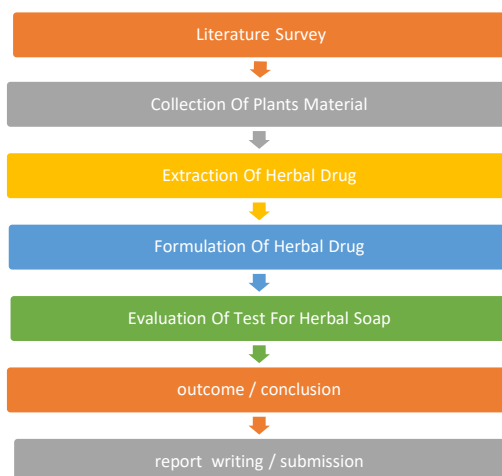 Literature Survey
Collection Of Plants Material
Extraction Of Herbal Drug
Formulation Of Herbal Drug
Evaluation Of Test For Herbal Soap
outcome / conclusion
report writing / submission